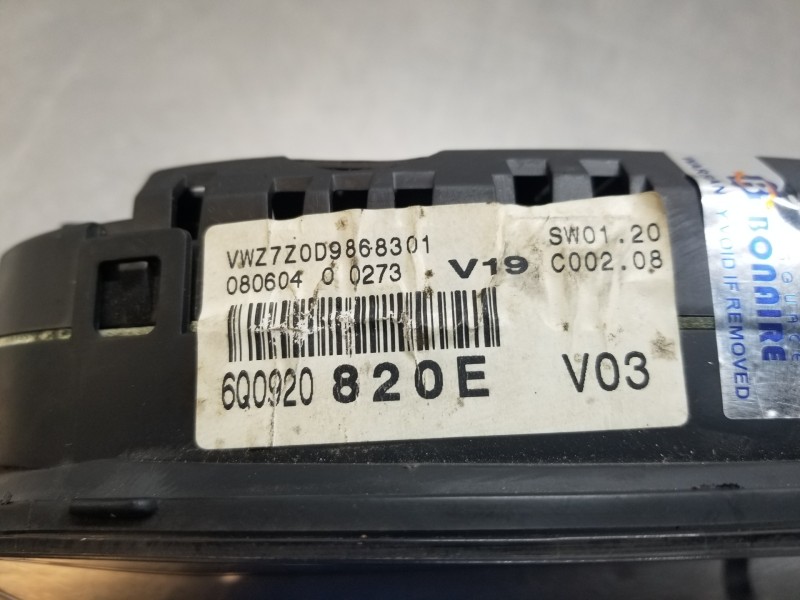 VWZ7Z0D9868301
080604 0 0273
V19
SW01.20
C002.08
6Q0920 820E V03
BONAIRE
VOID IF REMOVED